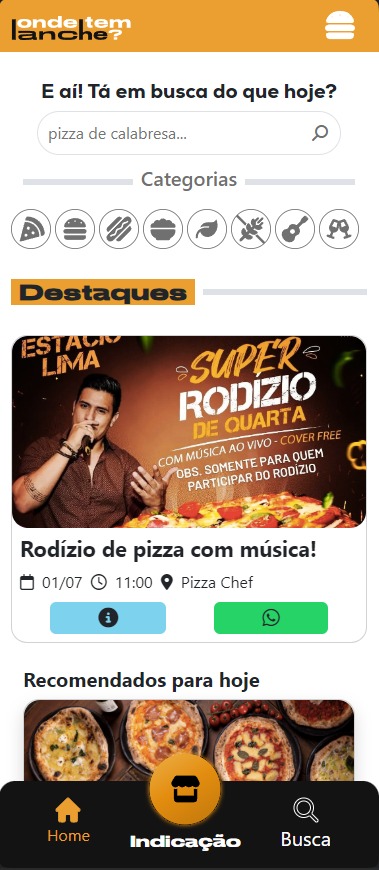 onde tem
lanche?
E aí! Tá em busca do que hoje?
pizza de calabresa...
Categorias
Destaques
ESTÁCIO
LIMA
SUPER
RODÍZIO
DE QUARTA
COM MÚSICA AO VIVO - COVER FREE
OBS. SOMENTE PARA QUEM
PARTICIPAR DO RODÍZIO
Rodízio de pizza com música!
01/07 11:00 Pizza Chef
Recomendados para hoje
Home
Indicação
Busca